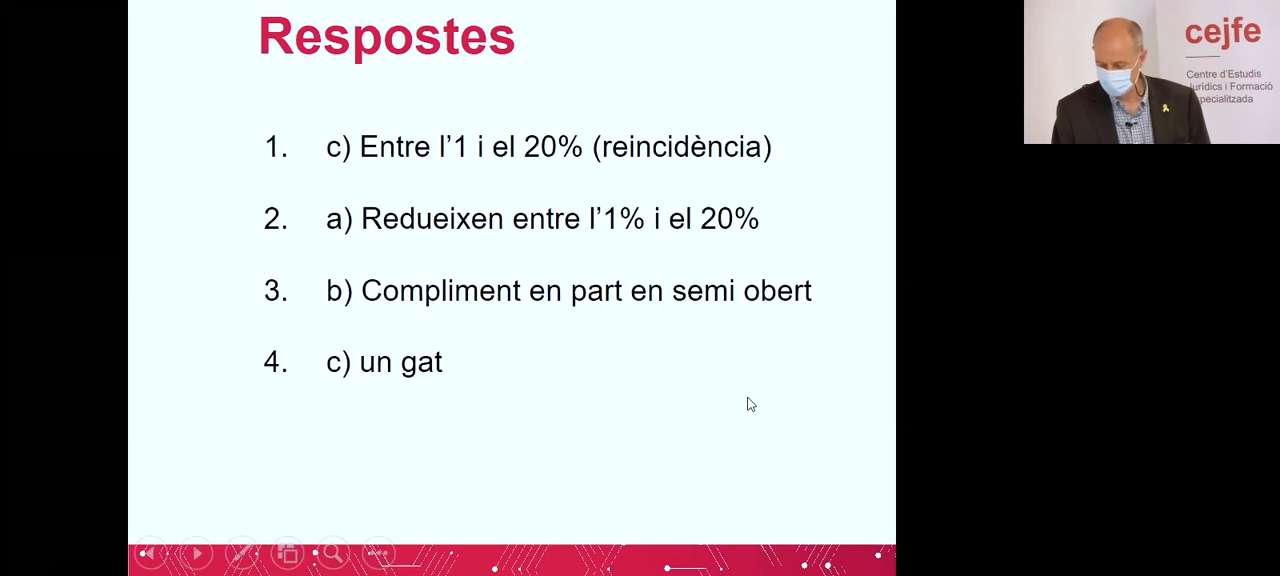 Respostes
1. c) Entre l’1 i el 20% (reincidència)
2. a) Redueixen entre l’1% i el 20%
3. b) Compliment en part en semi obert
4. c) un gat
cejfe
Centre d'Estudis
Jurídics i Formació
Especialitzada